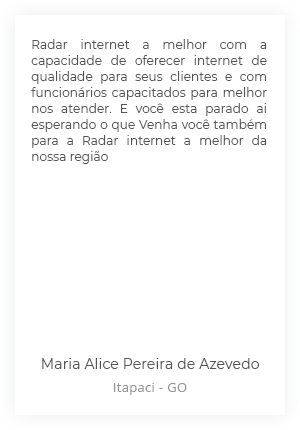 Radar internet a melhor com a
capacidade de oferecer internet de
qualidade para seus clientes e com
funcionários capacitados para melhor
nos atender. E você esta parado ai
esperando o que Venha você também
para a Radar internet a melhor da
nossa região
Maria Alice Pereira de Azevedo
Itapaci - GO